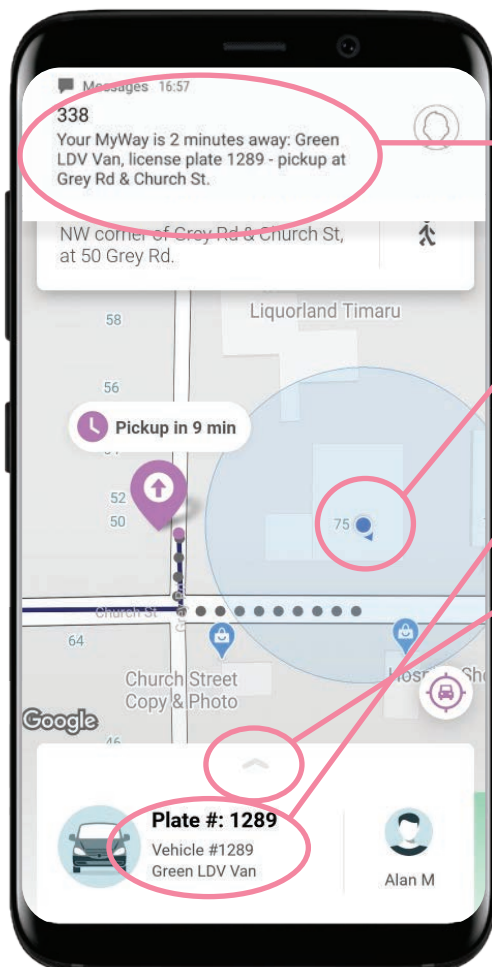 Messages 16:57
338
Your MyWay is 2 minutes away: Green
LDV Van, license plate 1289 - pickup at
Grey Rd & Church St.
NW corner of Grey Rd & Church St,
at 50 Grey Rd.
Liquorland Timaru
58
56
Pickup in 9 min
52
50
75
Church St
64
Church Street
Copy & Photo
Google
46
Plate #: 1289
Vehicle #1289
Green LDV Van
Alan M